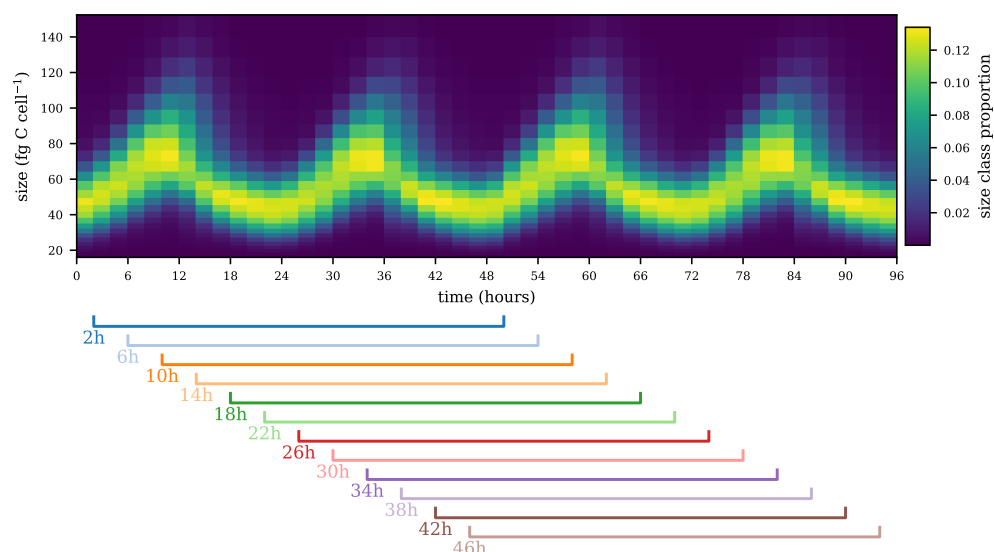 140
120
100
80
60
40
20
size (fg C cell⁻¹)
0 6 12 18 24 30 36 42 48 54 60 66 72 78 84 90 96
time (hours)
0.12
0.10
0.08
0.06
0.04
0.02
size class proportion
2h
6h
10h
14h
18h
22h
26h
30h
34h
38h
42h
46h